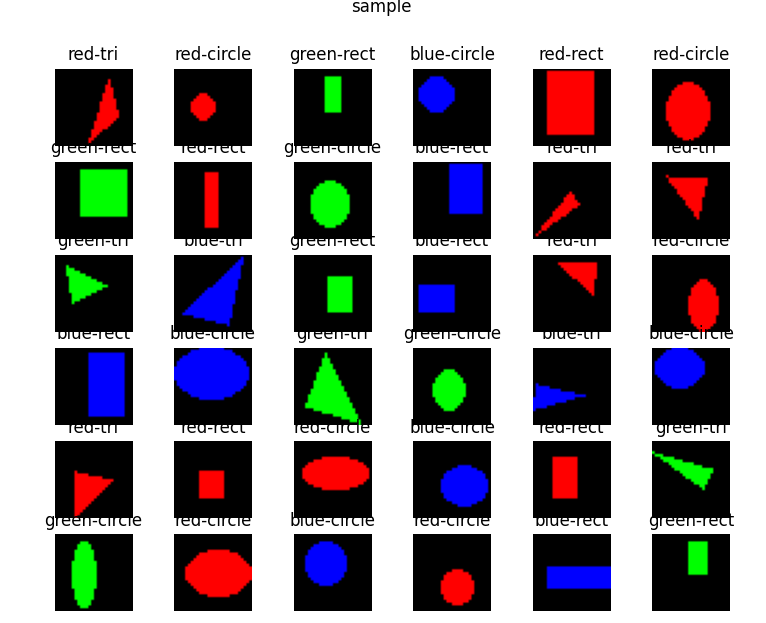 sample
red-tri red-circle green-rect blue-circle red-rect red-circle
green-rect red-rect green-circle blue-rect red-tri red-tri
green-tri blue-tri green-rect blue-rect red-tri red-circle
blue-rect blue-circle green-tri green-circle blue-tri blue-circle
red-tri red-rect red-circle blue-circle red-rect green-tri
green-circle red-circle blue-circle red-circle blue-rect green-rect